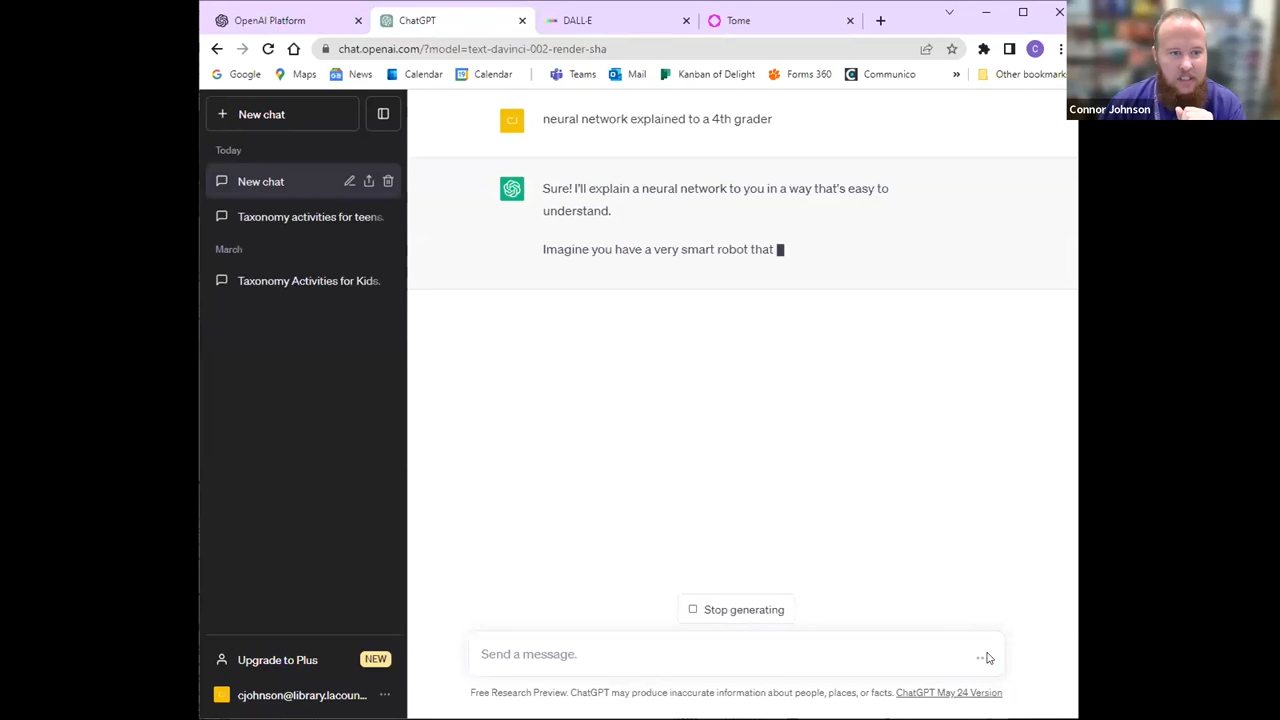 OpenAI Platform
ChatGPT
DALL·E
Tome
chat.openai.com/?model=text-davinci-002-render-sha
C
Google
Maps
News
Calendar
Calendar
Teams
Mail
Kanban of Delight
Forms 360
Communico
»
Other bookmark
Connor Johnson
New chat
Today
New chat
Taxonomy activities for teens.
March
Taxonomy Activities for Kids.
CJ
neural network explained to a 4th grader
Sure! I'll explain a neural network to you in a way that's easy to
understand.
Imagine you have a very smart robot that
Stop generating
Send a message.
Free Research Preview. ChatGPT may produce inaccurate information about people, places, or facts. ChatGPT May 24 Version
Upgrade to Plus
NEW
CJ
cjohnson@library.lacoun...